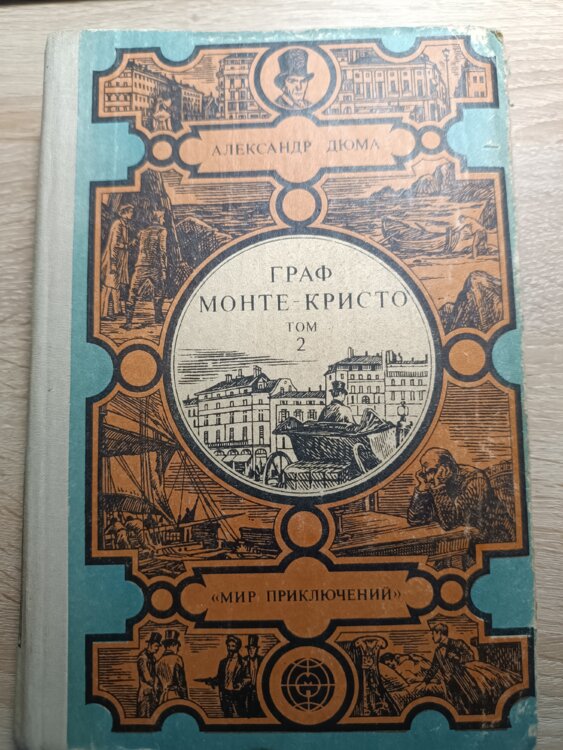 АЛЕКСАНДР ДЮМА
ГРАФ
МОНТЕ-КРИСТО
ТОМ
2
«МИР ПРИКЛЮЧЕНИЙ»